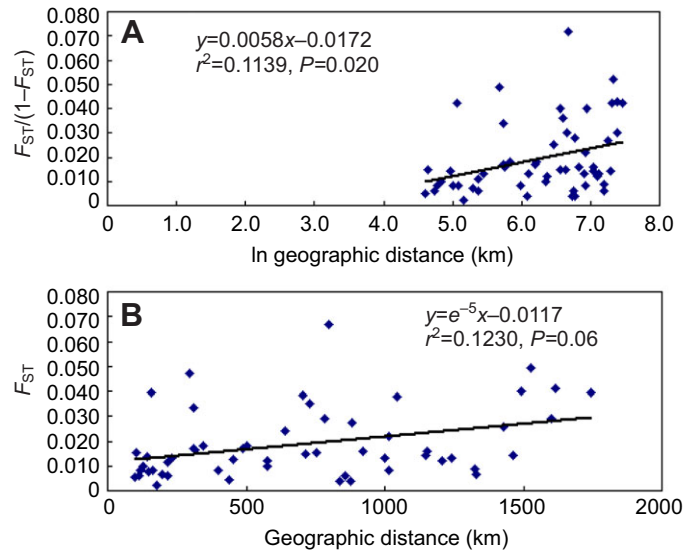 A
y=0.0058x–0.0172
r²=0.1139, P=0.020
F_ST/(1–F_ST)
0.080
0.070
0.060
0.050
0.040
0.030
0.020
0.010
0
0 1.0 2.0 3.0 4.0 5.0 6.0 7.0 8.0
In geographic distance (km)
B
y=e⁻⁵x–0.0117
r²=0.1230, P=0.06
F_ST
0.080
0.070
0.060
0.050
0.040
0.030
0.020
0.010
0
0 500 1000 1500 2000
Geographic distance (km)